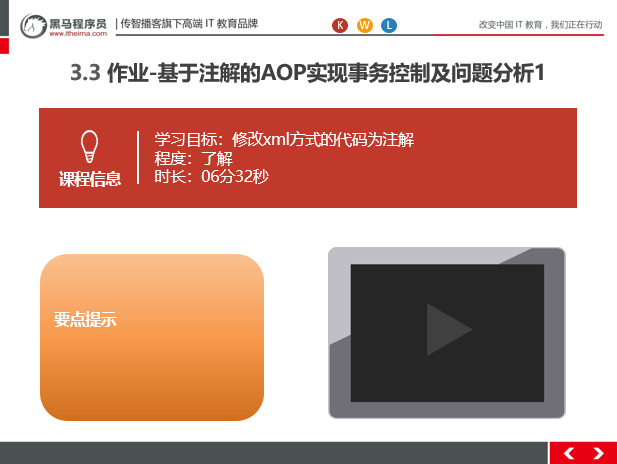 黑马程序员
www.itheima.com
传智播客旗下高端 IT 教育品牌
K W L
改变中国 IT 教育，我们正在行动
3.3 作业-基于注解的AOP实现事务控制及问题分析1
课程信息
学习目标：修改xml方式的代码为注解
程度：了解
时长：06分32秒
要点提示